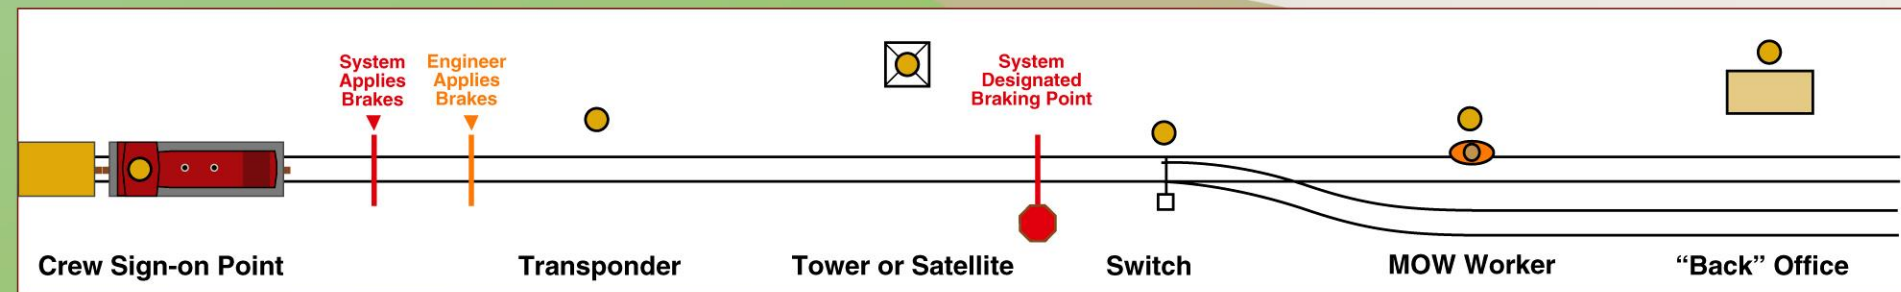 System
Applies
Brakes
Engineer
Applies
Brakes
System
Designated
Braking Point
Crew Sign-on Point
Transponder
Tower or Satellite
Switch
MOW Worker
“Back” Office